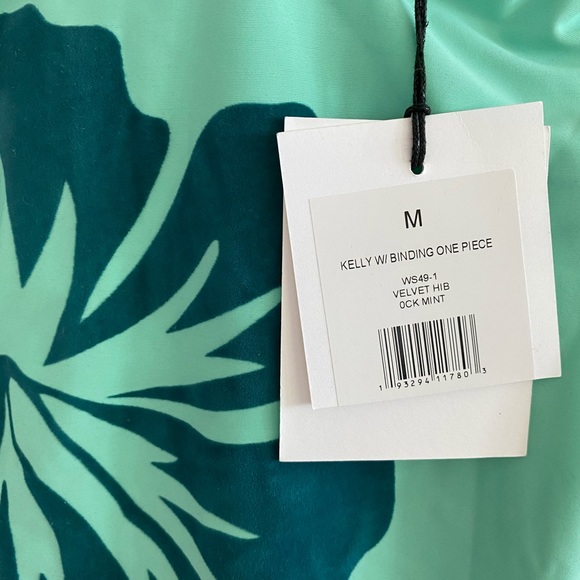 M
KELLY W/ BINDING ONE PIECE
WS49-1
VELVET HIB
0CK MINT
1 93294 11780 3